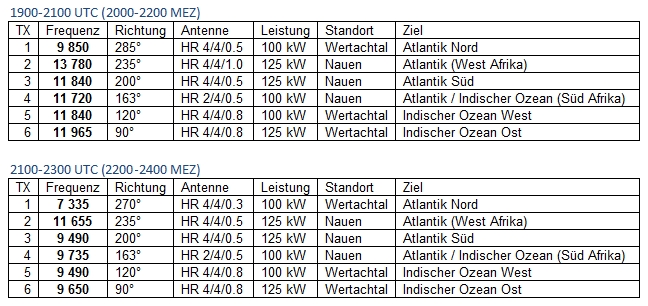 1900-2100 UTC (2000-2200 MEZ)
TX Frequenz Richtung Antenne Leistung Standort Ziel
1 9 850 285° HR 4/4/0.5 100 kW Wertachtal Atlantik Nord
2 13 780 235° HR 4/4/1.0 125 kW Nauen Atlantik (West Afrika)
3 11 840 200° HR 4/4/0.5 125 kW Nauen Atlantik Süd
4 11 720 163° HR 2/4/0.5 100 kW Nauen Atlantik / Indischer Ozean (Süd Afrika)
5 11 840 120° HR 4/4/0.8 100 kW Wertachtal Indischer Ozean West
6 11 965 90° HR 4/4/0.8 125 kW Wertachtal Indischer Ozean Ost
2100-2300 UTC (2200-2400 MEZ)
TX Frequenz Richtung Antenne Leistung Standort Ziel
1 7 335 270° HR 4/4/0.3 100 kW Wertachtal Atlantik Nord
2 11 655 235° HR 4/4/0.5 125 kW Nauen Atlantik (West Afrika)
3 9 490 200° HR 4/4/0.5 125 kW Nauen Atlantik Süd
4 9 735 163° HR 2/4/0.5 100 kW Nauen Atlantik / Indischer Ozean (Süd Afrika)
5 9 490 120° HR 4/4/0.8 100 kW Wertachtal Indischer Ozean West
6 9 650 90° HR 4/4/0.8 125 kW Wertachtal Indischer Ozean Ost